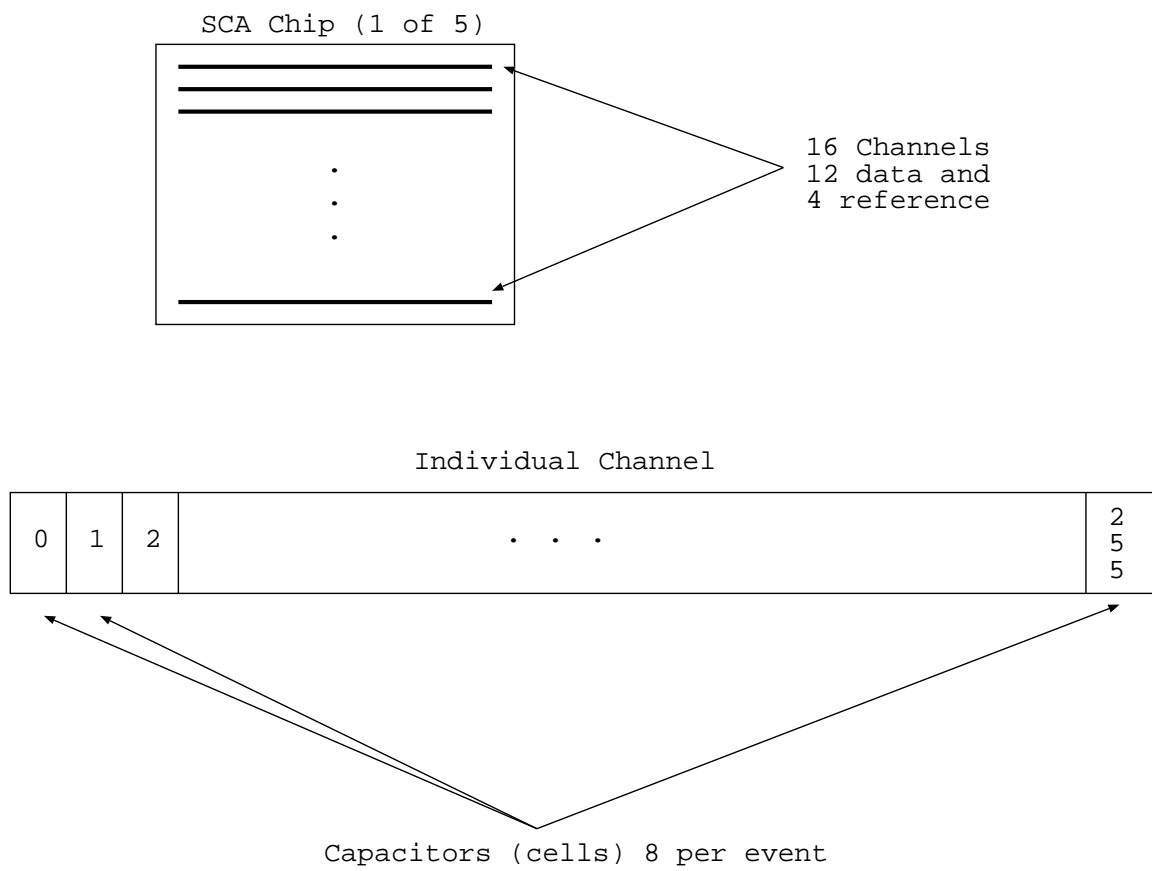 SCA Chip (1 of 5)
16 Channels
12 data and
4 reference
Individual Channel
0 1 2 . . . 2
5
5
Capacitors (cells) 8 per event